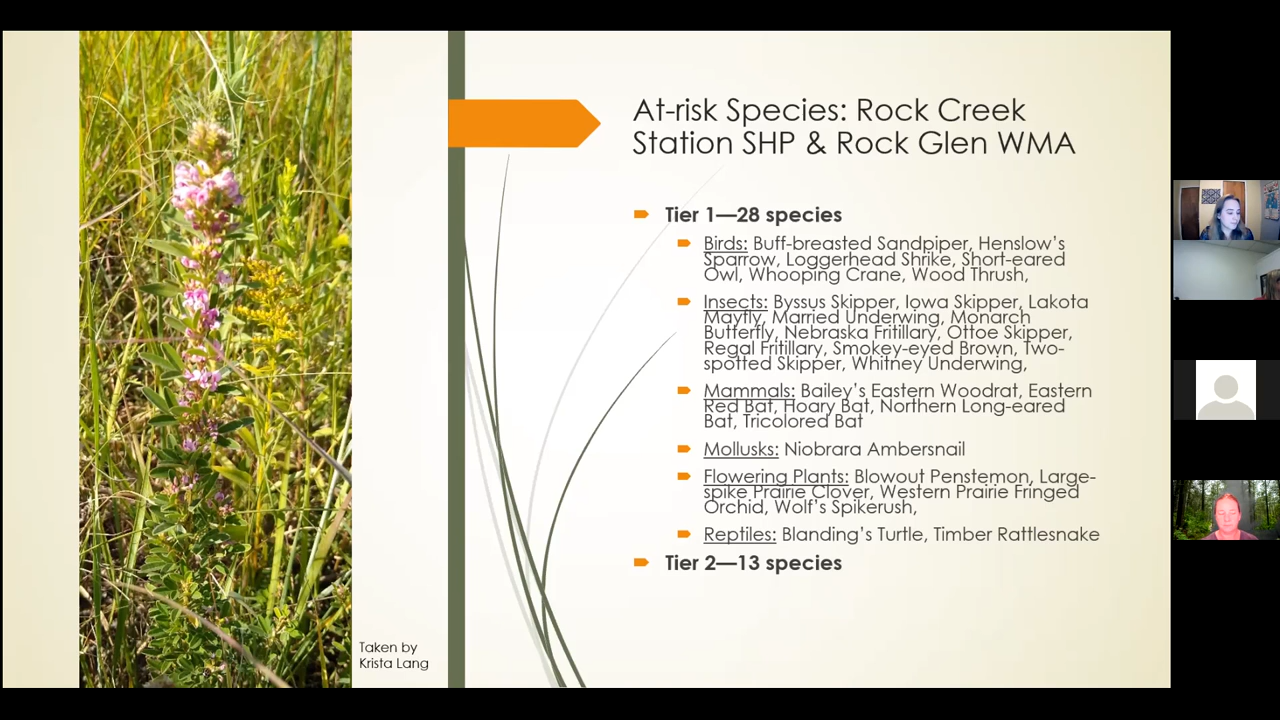 At-risk Species: Rock Creek
Station SHP & Rock Glen WMA
Tier 1—28 species
Birds: Buff-breasted Sandpiper, Henslow's
Sparrow, Loggerhead Shrike, Short-eared
Owl, Whooping Crane, Wood Thrush,
Insects: Byssus Skipper, Iowa Skipper, Lakota
Mayfly, Married Underwing, Monarch
Butterfly, Nebraska Fritillary, Ottoe Skipper,
Regal Fritillary, Smokey-eyed Brown, Two-
spotted Skipper, Whitney Underwing,
Mammals: Bailey's Eastern Woodrat, Eastern
Red Bat, Hoary Bat, Northern Long-eared
Bat, Tricolored Bat
Mollusks: Niobrara Ambersnail
Flowering Plants: Blowout Penstemon, Large-
spike Prairie Clover, Western Prairie Fringed
Orchid, Wolf's Spikerush,
Reptiles: Blanding's Turtle, Timber Rattlesnake
Tier 2—13 species
Taken by
Krista Lang